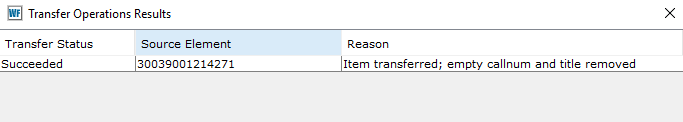 WF Transfer Operations Results
Transfer Status Source Element Reason
Succeeded 30039001214271 Item transferred; empty callnum and title removed